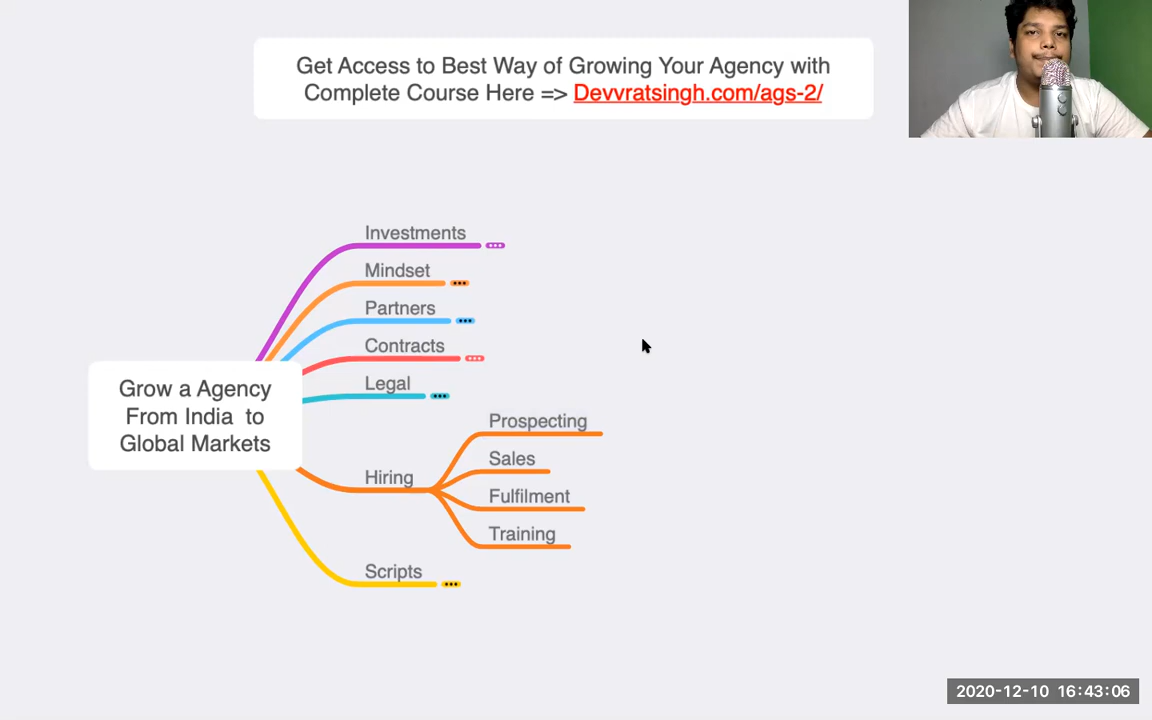 Get Access to Best Way of Growing Your Agency with
Complete Course Here => Devvratsingh.com/ags-2/
Investments
Mindset
Partners
Contracts
Legal
Grow a Agency
From India to
Global Markets
Hiring
Prospecting
Sales
Fulfilment
Training
Scripts
2020-12-10 16:43:06